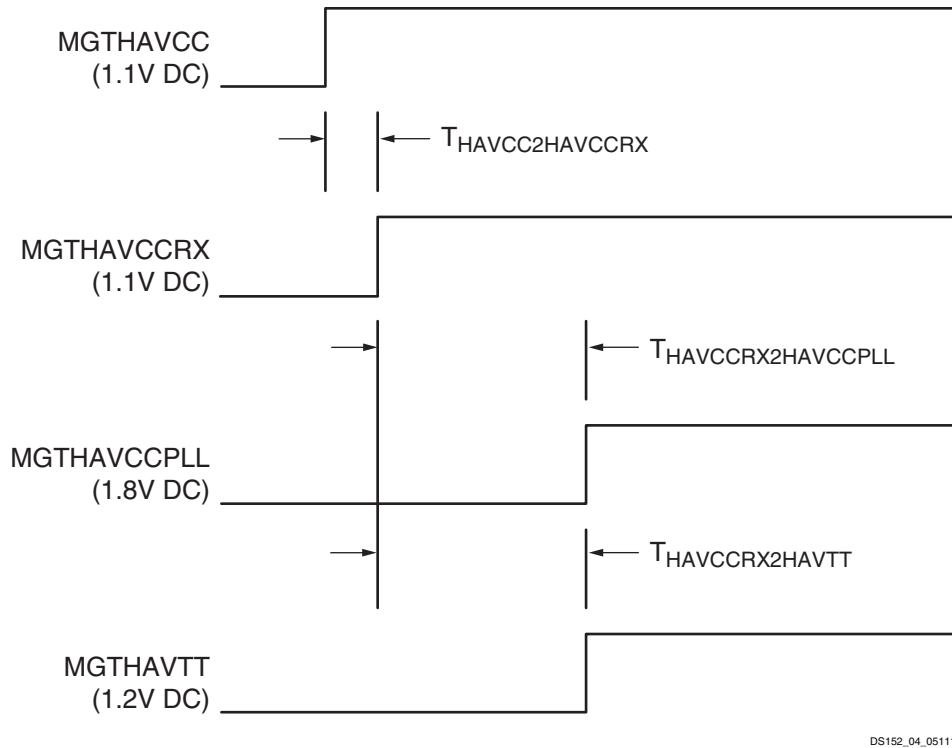 MGTHAVCC
(1.1V DC)
THAVCC2HAVCCRX
MGTHAVCCRX
(1.1V DC)
THAVCCRX2HAVCCPLL
MGTHAVCCPLL
(1.8V DC)
THAVCCRX2HAVTT
MGTHAVTT
(1.2V DC)